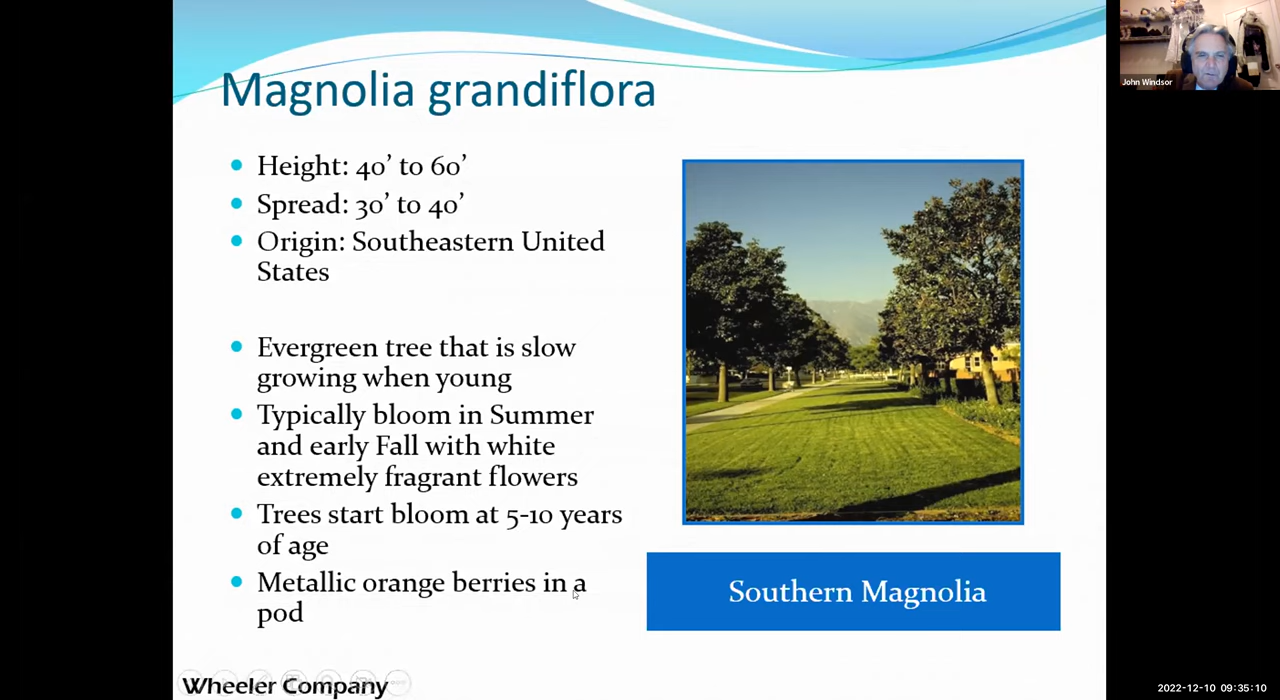 Magnolia grandiflora
Height: 40’ to 60’
Spread: 30’ to 40’
Origin: Southeastern United
States
Evergreen tree that is slow
growing when young
Typically bloom in Summer
and early Fall with white
extremely fragrant flowers
Trees start bloom at 5-10 years
of age
Metallic orange berries in a
pod
Southern Magnolia
Wheeler Company
John Windsor
2022-12-10 09:35:10